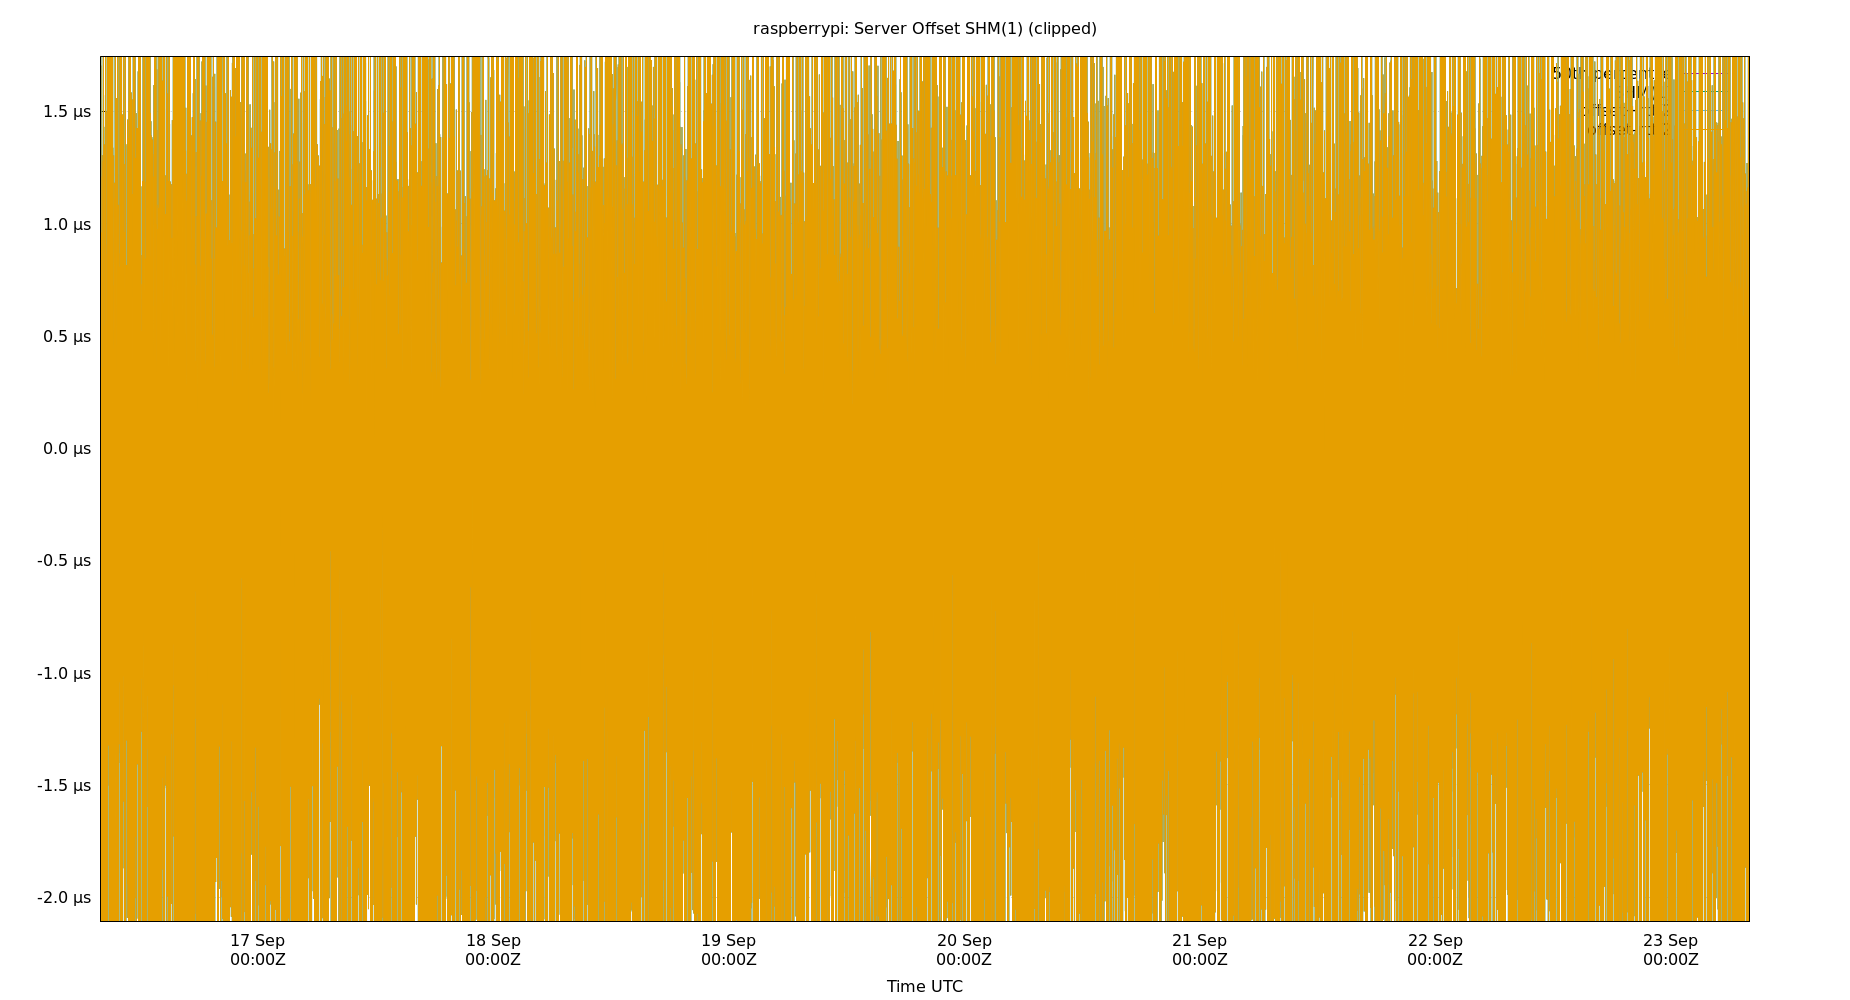 raspberrypi: Server Offset SHM(1) (clipped)
1.5 µs
1.0 µs
0.5 µs
0.0 µs
-0.5 µs
-1.0 µs
-1.5 µs
-2.0 µs
17 Sep 18 Sep 19 Sep 20 Sep 21 Sep 22 Sep 23 Sep
00:00Z 00:00Z 00:00Z 00:00Z 00:00Z 00:00Z 00:00Z
Time UTC